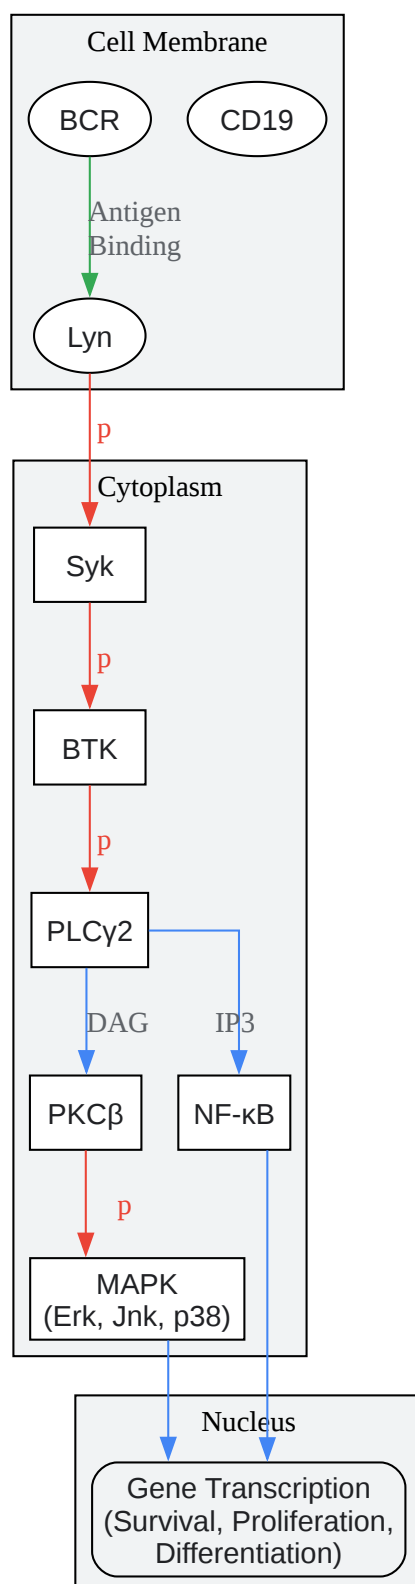 Cell Membrane
BCR
CD19
Antigen
Binding
Lyn
p
Cytoplasm
Syk
p
BTK
p
PLCγ2
DAG
IP3
PKCβ
NF-κB
p
MAPK
(Erk, Jnk, p38)
Nucleus
Gene Transcription
(Survival, Proliferation,
Differentiation)